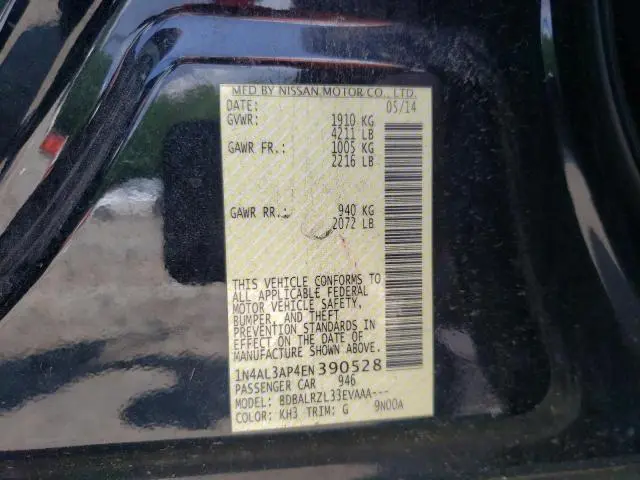 MFD BY NISSAN MOTOR CO., LTD.
DATE: 05/14
GVWR: 1910 KG
4211 LB
GAWR FR.: 1005 KG
2216 LB
GAWR RR.: 940 KG
2072 LB
THIS VEHICLE CONFORMS TO
ALL APPLICABLE FEDERAL
MOTOR VEHICLE SAFETY,
BUMPER, AND THEFT
PREVENTION STANDARDS IN
EFFECT ON THE DATE OF
MANUFACTURE SHOWN ABOVE.
1N4AL3AP4EN390528
PASSENGER CAR 946
MODEL: BDBALRZL33EVAAA---
COLOR: KH3 TRIM: G 9N00A